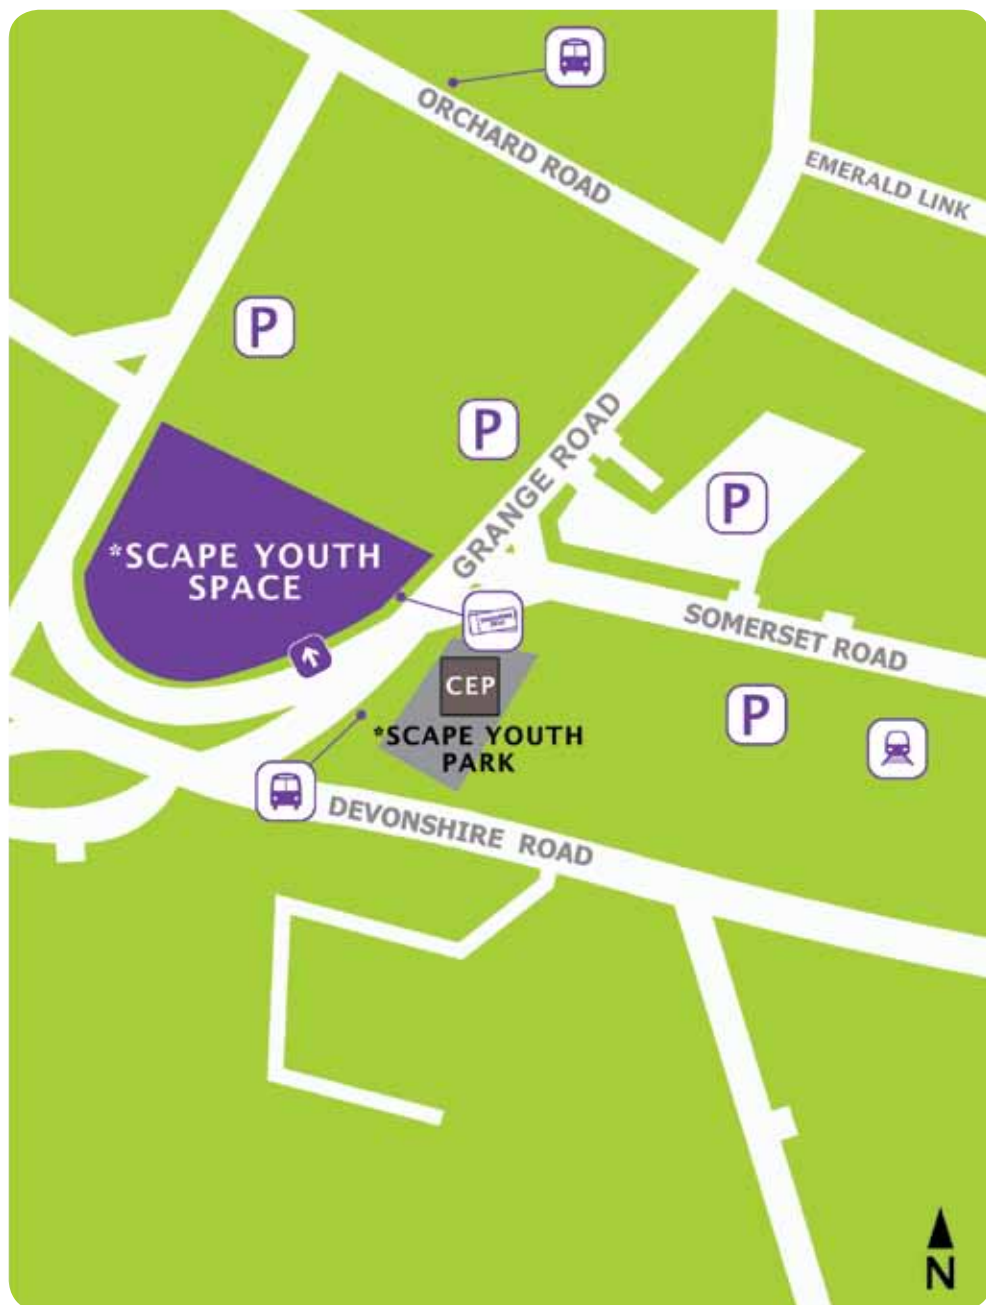 ORCHARD ROAD
EMERALD LINK
P
P
GRANGE ROAD
P
*SCAPE YOUTH
SPACE
SOMERSET ROAD
CEP
P
*SCAPE YOUTH
PARK
DEVONSHIRE ROAD
N